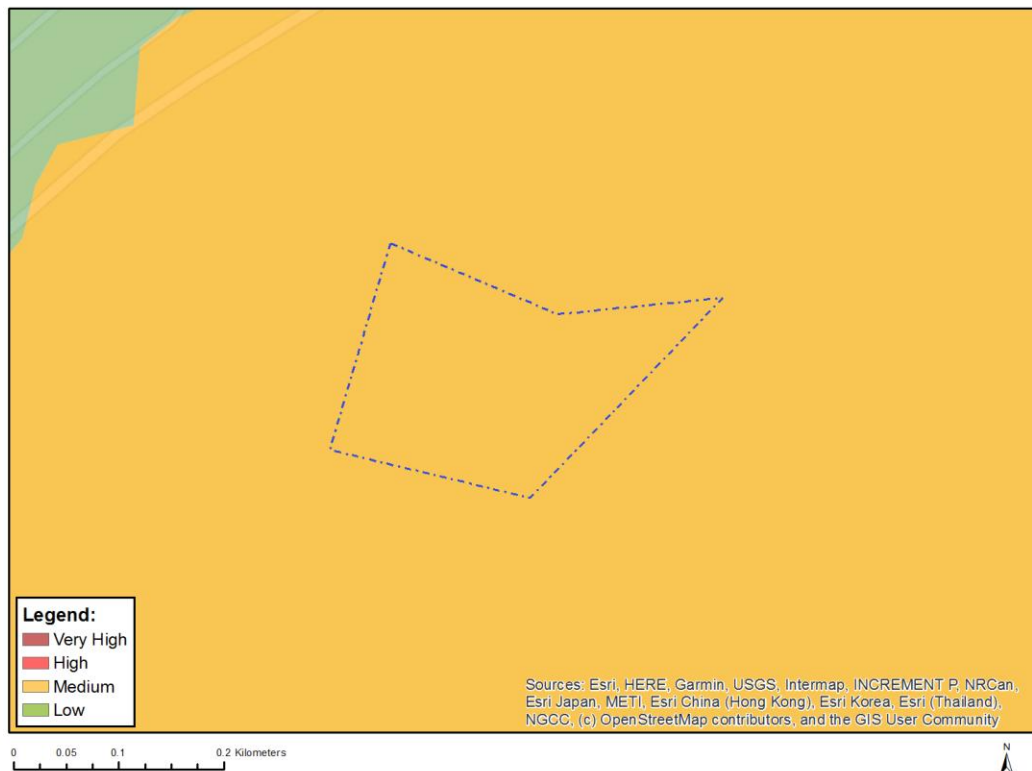 Legend:
Very High
High
Medium
Low
Sources: Esri, HERE, Garmin, USGS, Intermap, INCREMENT P, NRCan,
Esri Japan, METI, Esri China (Hong Kong), Esri Korea, Esri (Thailand),
NGCC, (c) OpenStreetMap contributors, and the GIS User Community
0 0.05 0.1 0.2 Kilometers
N